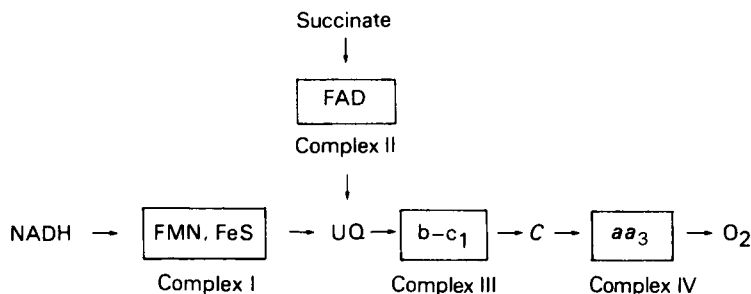 Succinate
↓
FAD
Complex II
↓
NADH → FMN, FeS → UQ → b–c₁ → C → aa₃ → O₂
Complex I Complex III Complex IV